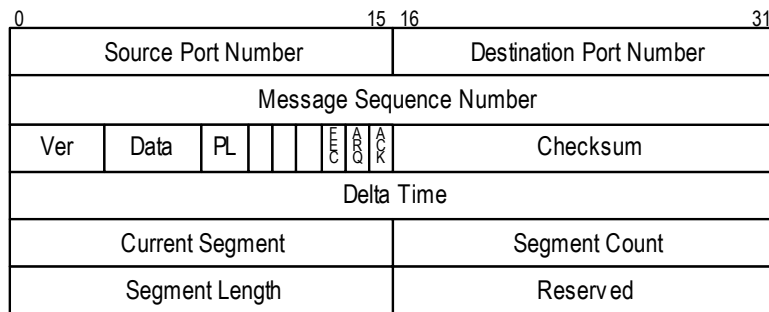 0 15 16 31
Source Port Number Destination Port Number
Message Sequence Number
Ver Data PL FEC ARQ ACK Checksum
Delta Time
Current Segment Segment Count
Segment Length Reserved